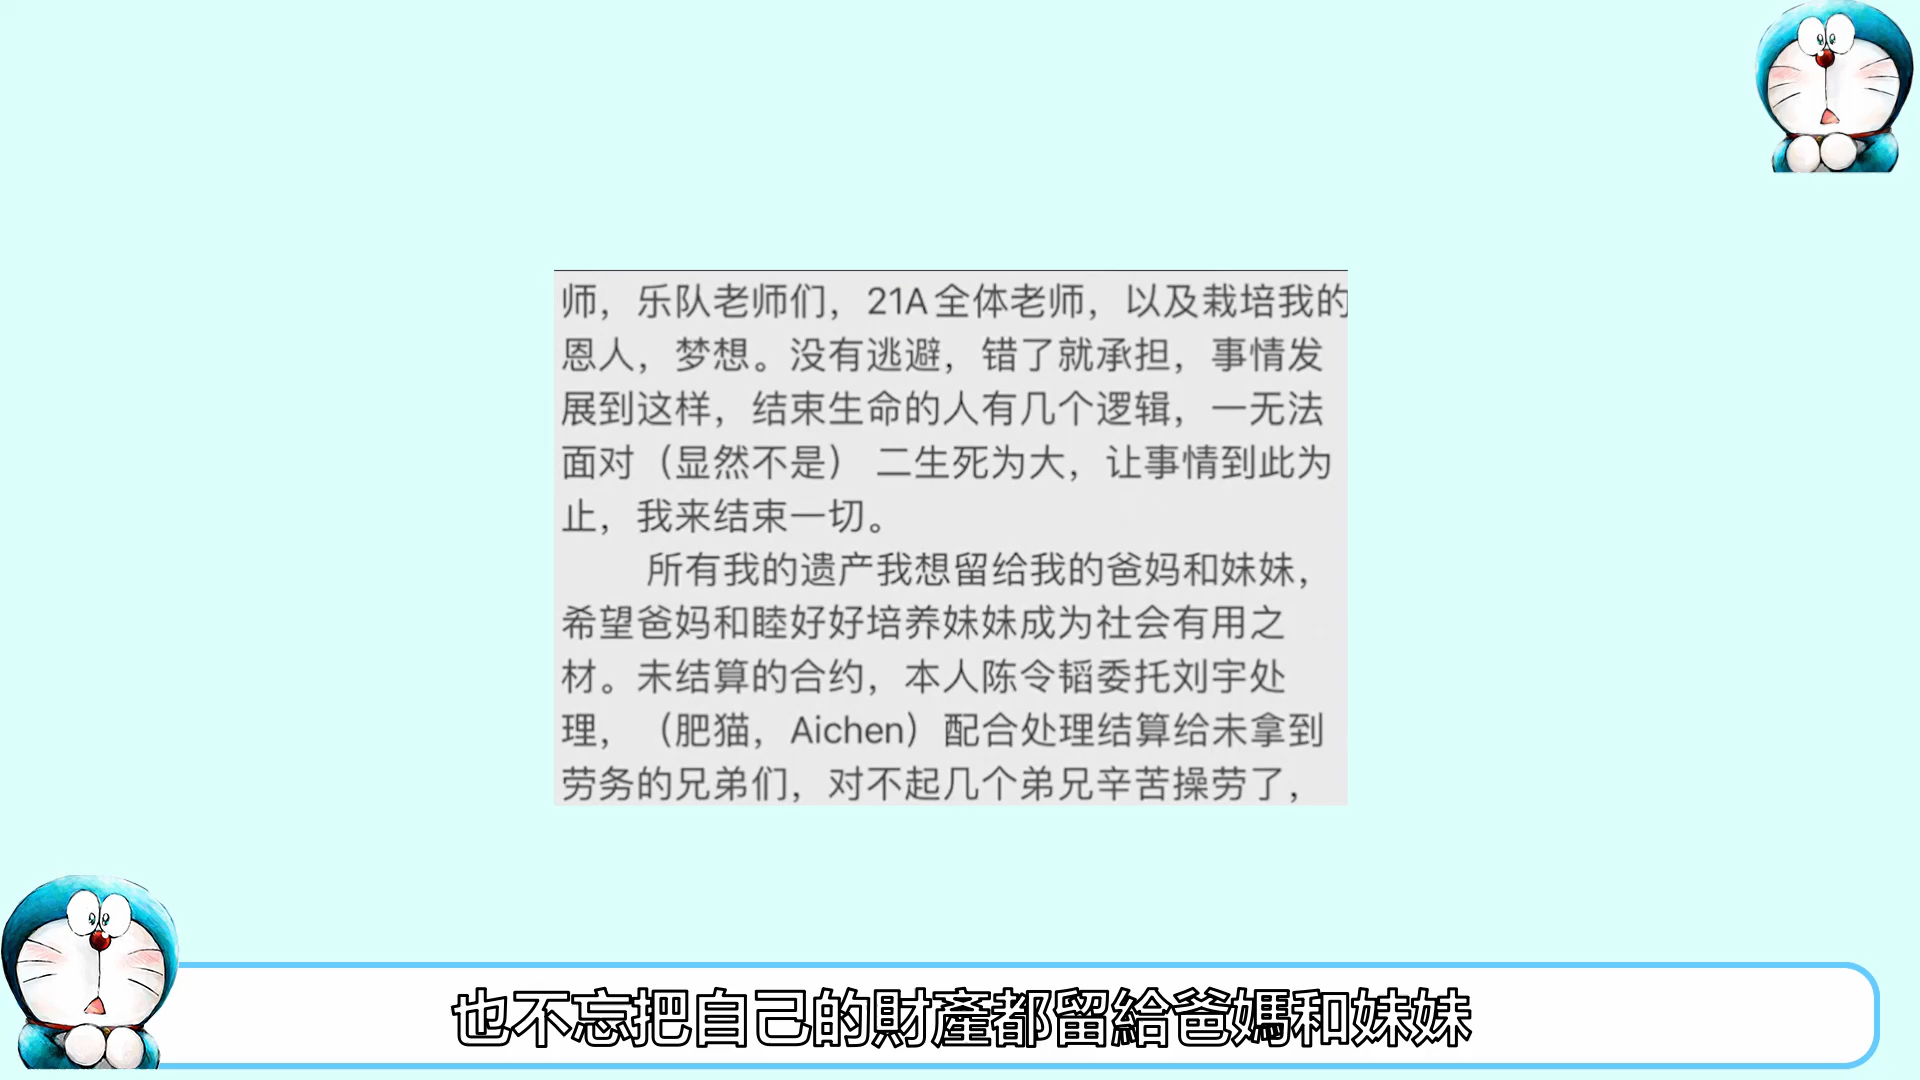 师，乐队老师们，21A全体老师，以及栽培我的
恩人，梦想。没有逃避，错了就承担，事情发
展到这样，结束生命的人有几个逻辑，一无法
面对（显然不是） 二生死为大，让事情到此为
止，我来结束一切。
所有我的遗产我想留给我的爸妈和妹妹，
希望爸妈和睦好好培养妹妹成为社会有用之
材。未结算的合约，本人陈令韬委托刘宇处
理，（肥猫，Aichen）配合处理结算给未拿到
劳务的兄弟们，对不起几个弟兄辛苦操劳了，
也不忘把自己的財產都留給爸媽和妹妹